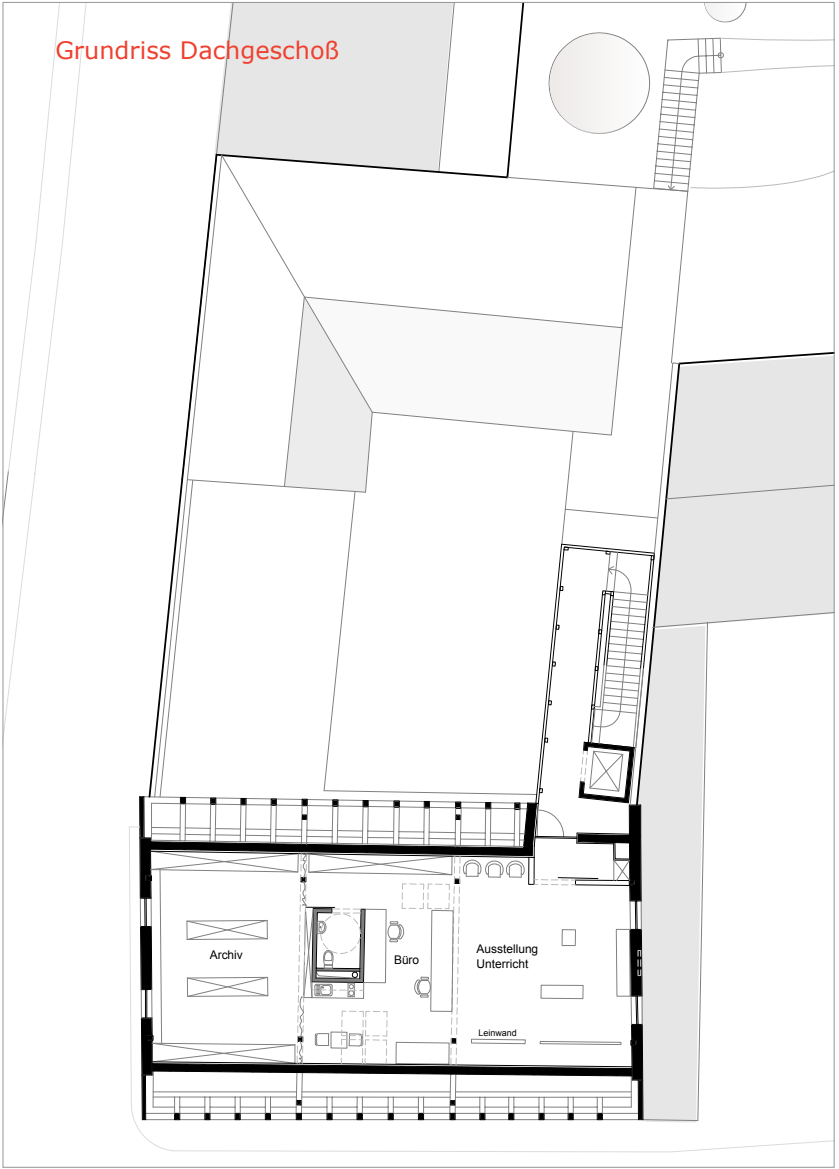 Grundriss Dachgeschoß
Archiv
Büro
Ausstellung
Unterricht
Leinwand